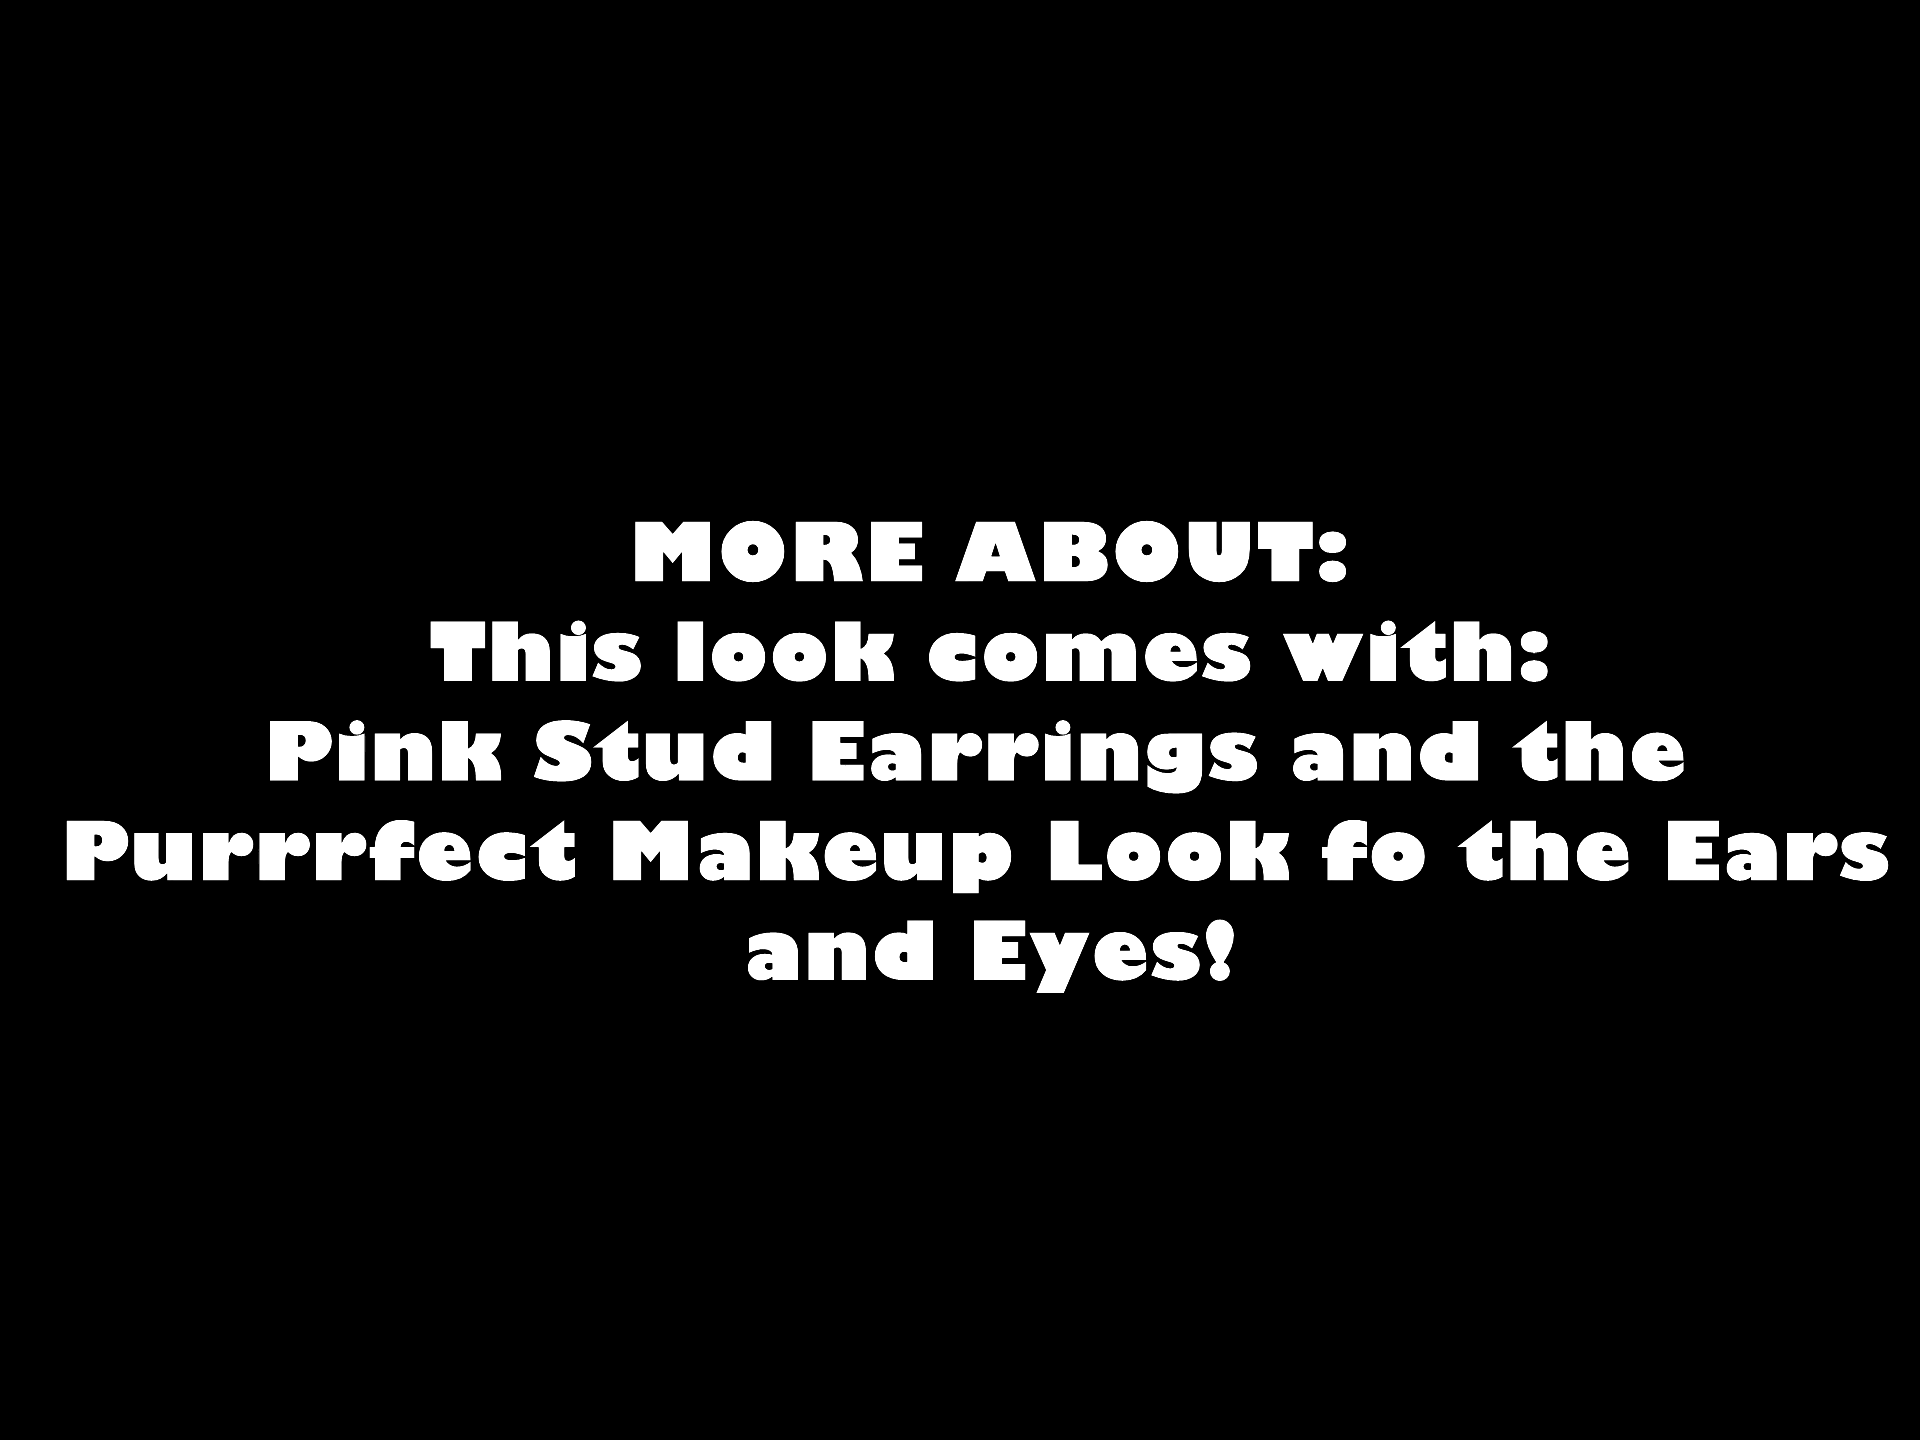 MORE ABOUT:
This look comes with:
Pink Stud Earrings and the
Purrrfect Makeup Look fo the Ears
and Eyes!